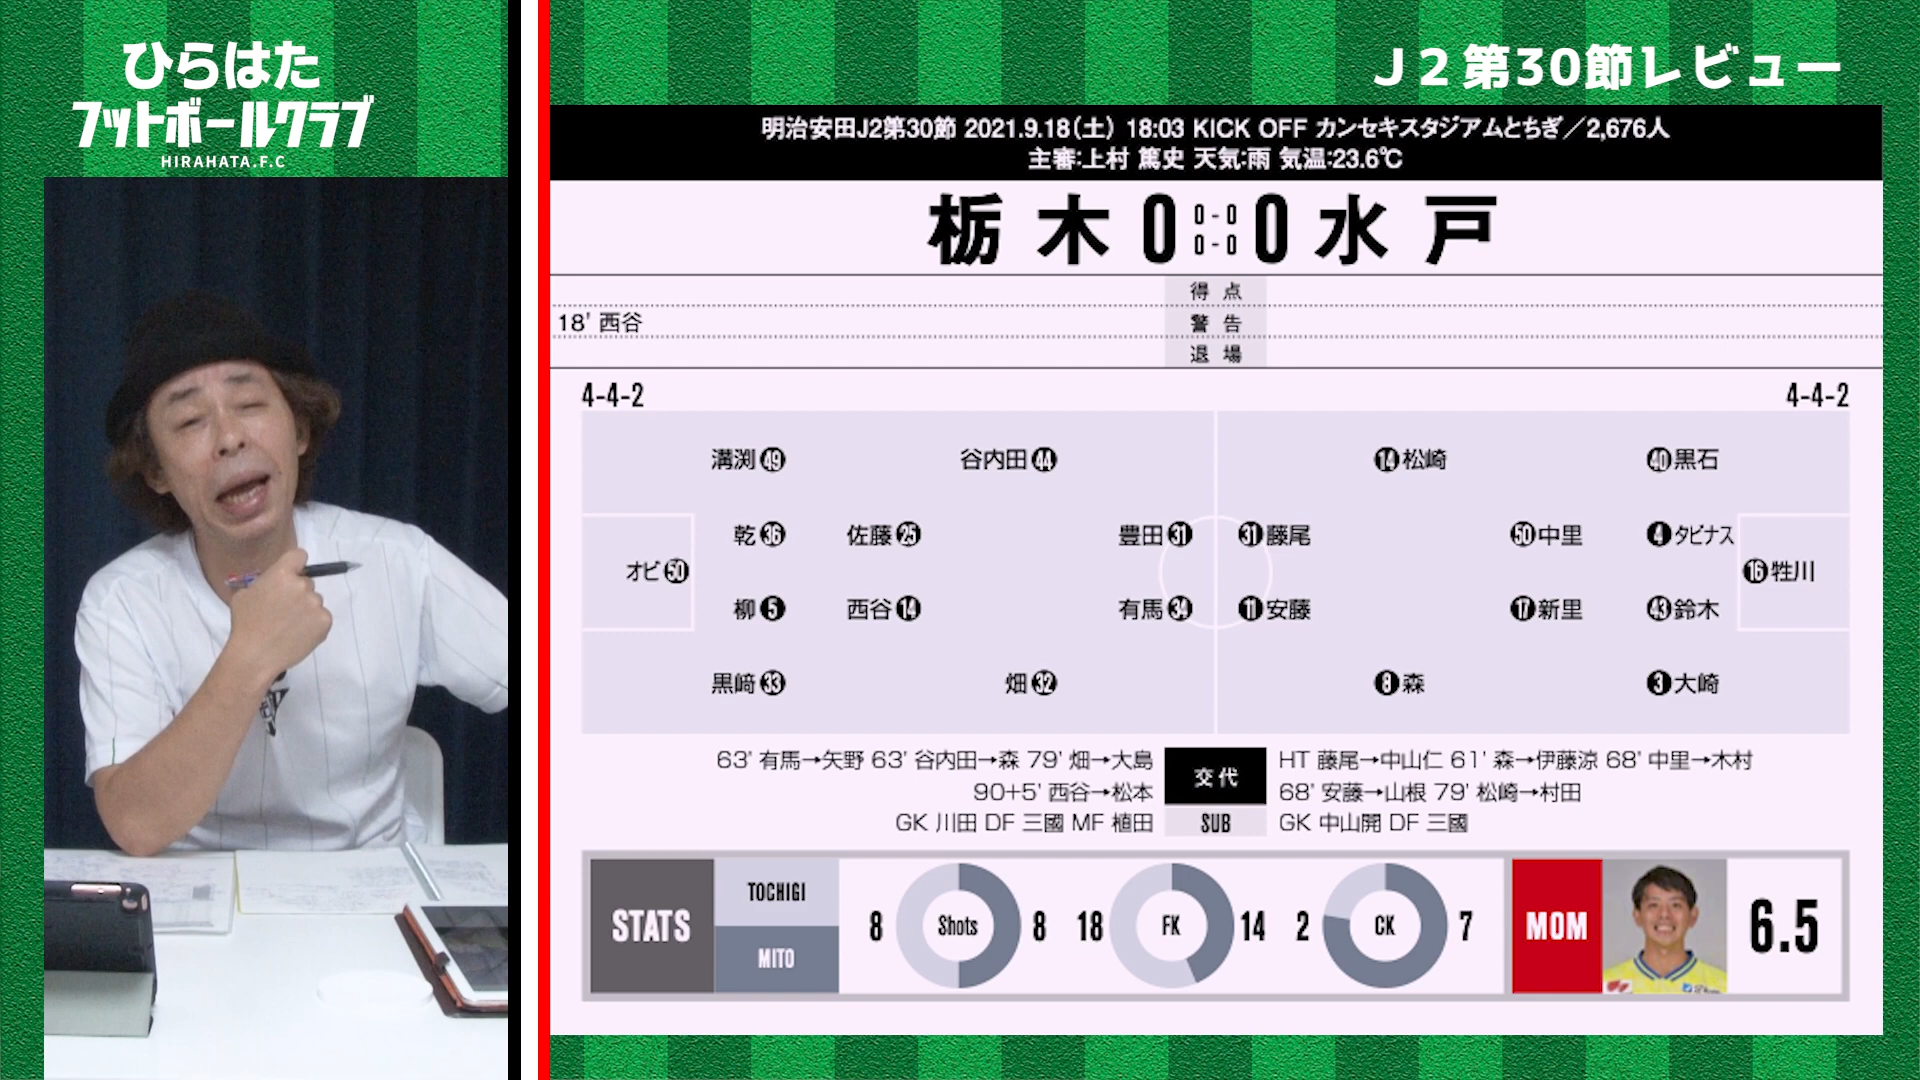 ひらはた
フットボールクラブ
HIRAHATA.F.C
J2第30節レビュー
明治安田J2第30節 2021.9.18(土) 18:03 KICK OFF カンセキスタジアムとちぎ/2,676人
主審:上村 篤史 天気:雨 気温:23.6℃
栃木 0 0-0 0 水戸
0-0
得点
18' 西谷 警告
退場
4-4-2 4-4-2
溝渕 49 谷内田 44 14 松崎 40 黒石
乾 36 佐藤 25 豊田 31 31 藤尾 50 中里 4 タビナス
オビ 50 16 牲川
柳 5 西谷 14 有馬 34 11 安藤 17 新里 43 鈴木
黒﨑 33 畑 32 8 森 3 大崎
63' 有馬→矢野 63' 谷内田→森 79' 畑→大島 交代 HT 藤尾→中山仁 61' 森→伊藤涼 68' 中里→木村
90+5' 西谷→松本 68' 安藤→山根 79' 松崎→村田
GK 川田 DF 三國 MF 植田 SUB GK 中山開 DF 三國
STATS TOCHIGI 8 Shots 8 18 FK 14 2 CK 7 MOM 6.5
MITO